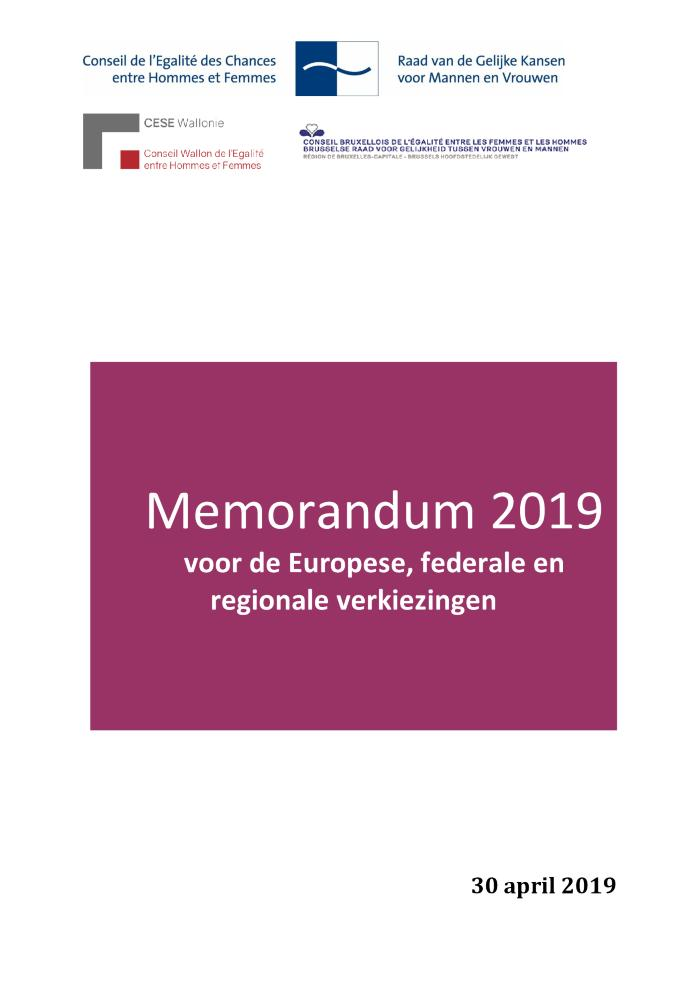 Conseil de l'Egalité des Chances
entre Hommes et Femmes
Raad van de Gelijke Kansen
voor Mannen en Vrouwen
CESE Wallonie
Conseil Wallon de l'Egalité
entre Hommes et Femmes
CONSEIL BRUXELLOIS DE L'ÉGALITÉ ENTRE LES FEMMES ET LES HOMMES
BRUSSELSE RAAD VOOR GELIJKHEID TUSSEN VROUWEN EN MANNEN
RÉGION DE BRUXELLES-CAPITALE - BRUSSELS HOOFDSTEDELIJK GEWEST
Memorandum 2019
voor de Europese, federale en
regionale verkiezingen
30 april 2019